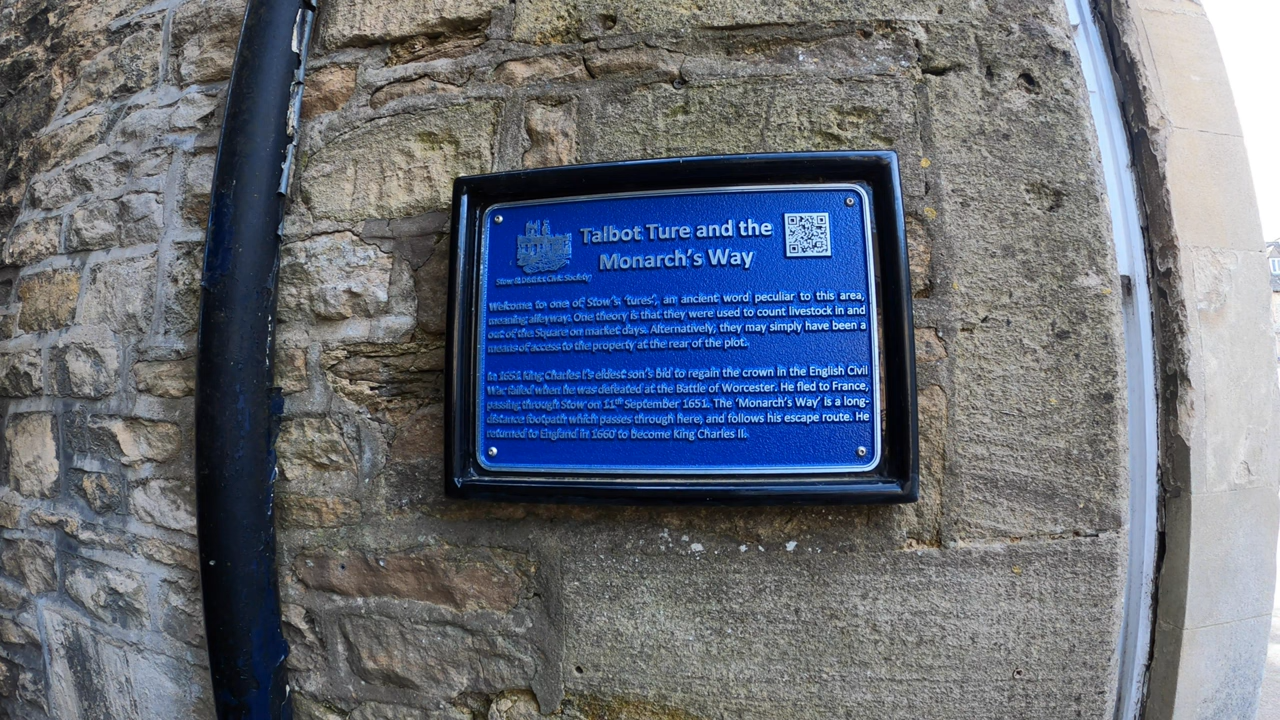 Talbot Ture and the
Monarch's Way
Stow & District Civic Society
Welcome to one of Stow's 'tures', an ancient word peculiar to this area,
meaning alleyway. One theory is that they were used to count livestock in and
out of the Square on market days. Alternatively, they may simply have been a
means of access to the property at the rear of the plot.
In 1651 King Charles I's eldest son's bid to regain the crown in the English Civil
War failed when he was defeated at the Battle of Worcester. He fled to France,
passing through Stow on 11th September 1651. The 'Monarch's Way' is a long-
distance footpath which passes through here, and follows his escape route. He
returned to England in 1660 to become King Charles II.